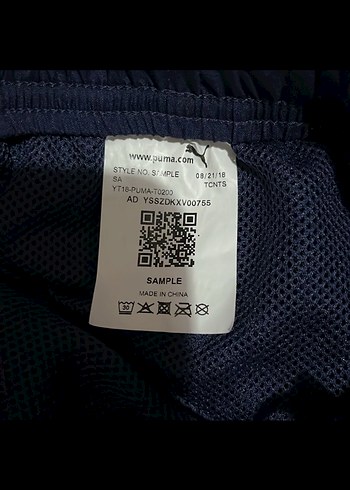 www.puma.com
STYLE NO. SAMPLE 08/21/18
SA TCNTS
YT18-PUMA-T0200
AD YSSZDKXV00755
SAMPLE
MADE IN CHINA
30